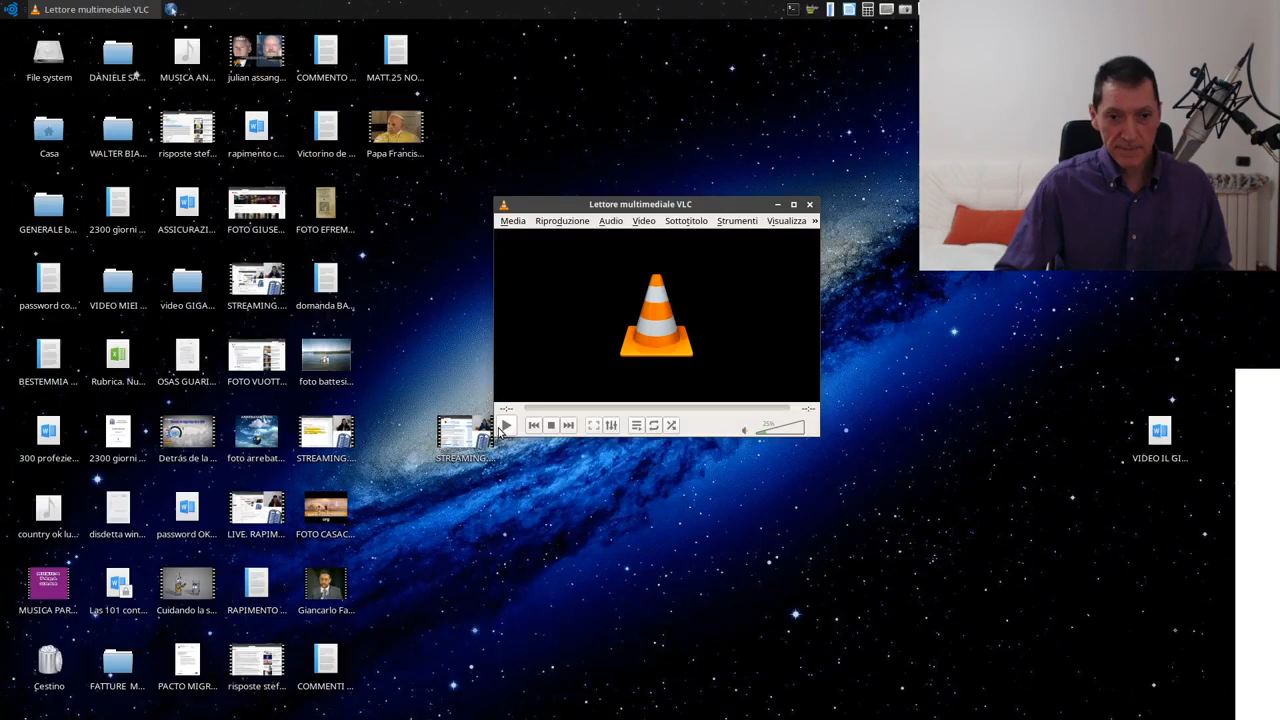 Lettore multimediale VLC
File system
DANIELE SA...
MUSICA AN...
julian assang...
COMMENTO ...
MATT.25 NO...
Casa
WALTER BIA...
risposte stef...
rapimento c...
Victorino de ...
Papa Francis...
GENERALE b...
2300 giorni ...
ASSICURAZI...
FOTO GIUSE...
FOTO EFREM...
password co...
VIDEO MIEI ...
video GIGA...
STREAMING....
domanda BA...
BESTEMMIA ...
Rubrica. Nu...
OSAS GUARI...
FOTO VUOTT...
foto battesi...
300 profezie...
2300 giorni ...
Detrás de la ...
foto arrebat...
STREAMING....
STREAMING....
VIDEO IL GI...
country ok lu...
disdetta win...
password OK...
LIVE. RAPIM...
FOTO CASAC...
MUSICA PAR...
Las 101 cont...
Cuidando la s...
RAPIMENTO ...
Giancarlo Fa...
Cestino
FATTURE M...
PACTO MIGR...
risposte stef...
COMMENTI ...
Lettore multimediale VLC
Media Riproduzione Audio Video Sottotitolo Strumenti Visualizza »
--:-- --:--
25%